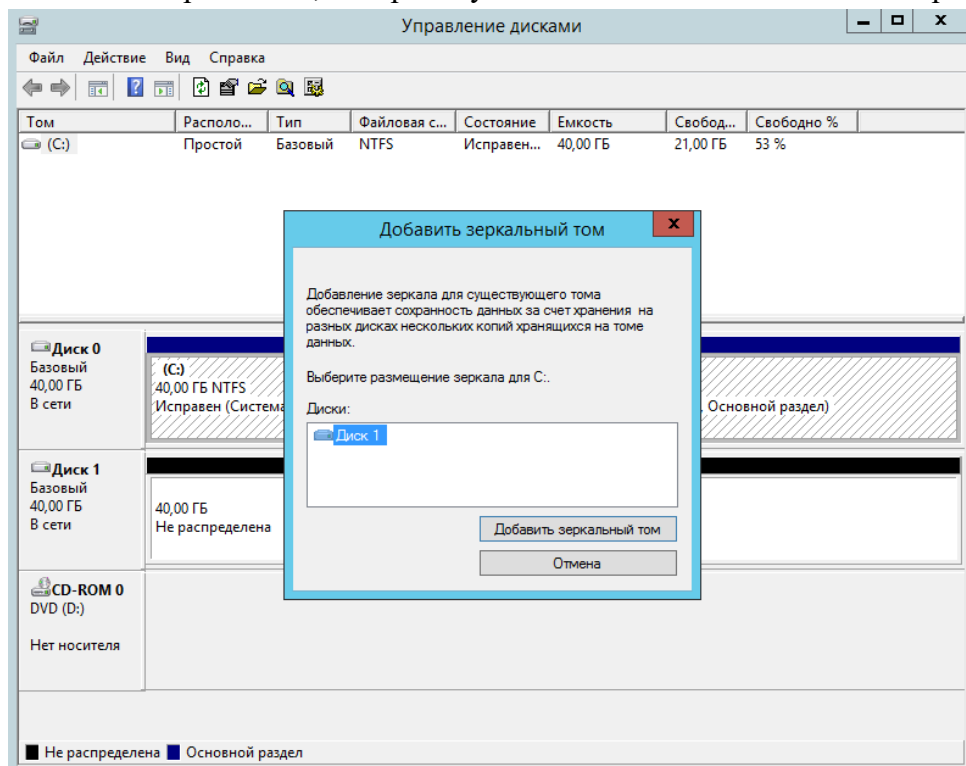 Управление дисками
Файл Действие Вид Справка
Том Располо... Тип Файловая с... Состояние Емкость Свобод... Свободно %
(C:) Простой Базовый NTFS Исправен... 40,00 ГБ 21,00 ГБ 53 %
Добавить зеркальный том
Добавление зеркала для существующего тома
обеспечивает сохранность данных за счет хранения на
разных дисках нескольких копий хранящихся на томе
данных.
Выберите размещение зеркала для C:.
Диски:
Диск 1
Добавить зеркальный том
Отмена
Диск 0
Базовый
40,00 ГБ
В сети
(C:)
40,00 ГБ NTFS
Исправен (Систем
, Основной раздел)
Диск 1
Базовый
40,00 ГБ
В сети
40,00 ГБ
Не распределена
CD-ROM 0
DVD (D:)
Нет носителя
Не распределена Основной раздел